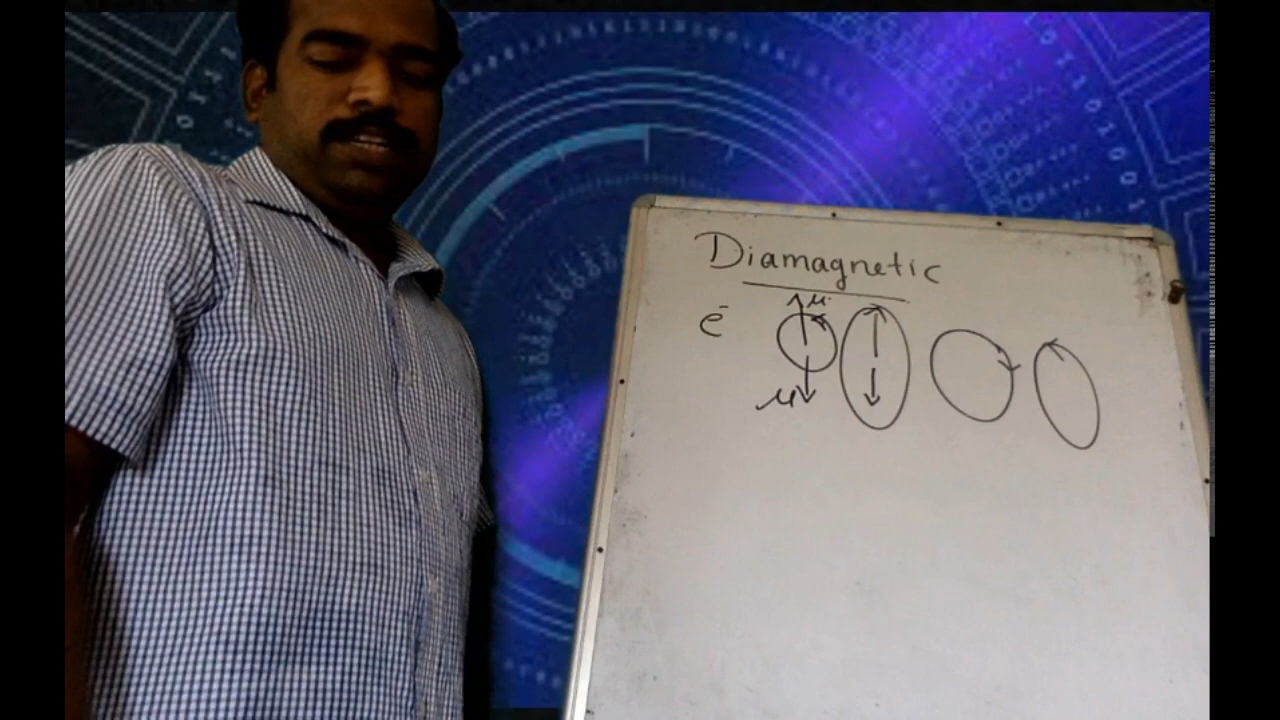 Diamagnetic
e⁻ μ
μ